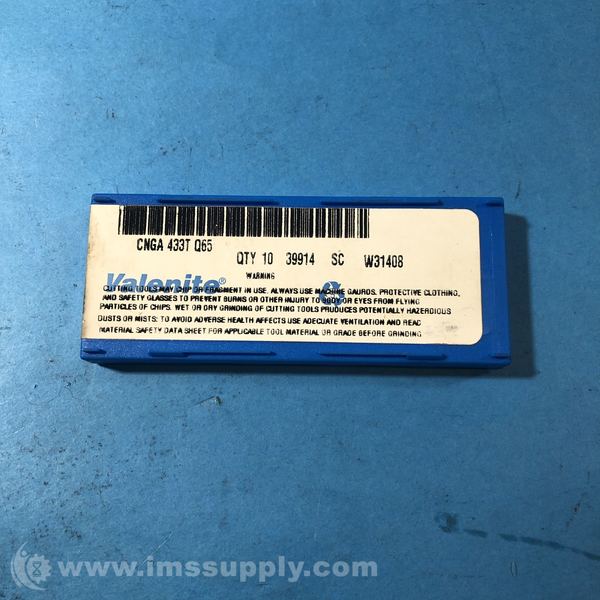 CNGA 433T Q65
QTY 10 39914 SC W31408
WARNING
Valenite®
CUTTING TOOLS MAY CHIP OR FRAGMENT IN USE. ALWAYS USE MACHINE GAUROS. PROTECTIVE CLOTHING,
AND SAFETY GLASSES TO PREVENT BURNS OR OTHER INJURY TO BODY OR EYES FROM FLYING
PARTICLES OF CHIPS. WET OR DRY GRINDING OF CUTTING TOOLS PRUDUCES POTENTIALLY HAZERDIOUS
DUSTS OR MISTS: TO AVOID ADVERSE HEALTH AFFECTS USE ADECUATE VENTILATION AND READ
MATERIAL SAFETY DATA SHEET FOR APPLICABLE TOOL MATERIAL OR GRADE BEFORE GRINDING
www.imssupply.com